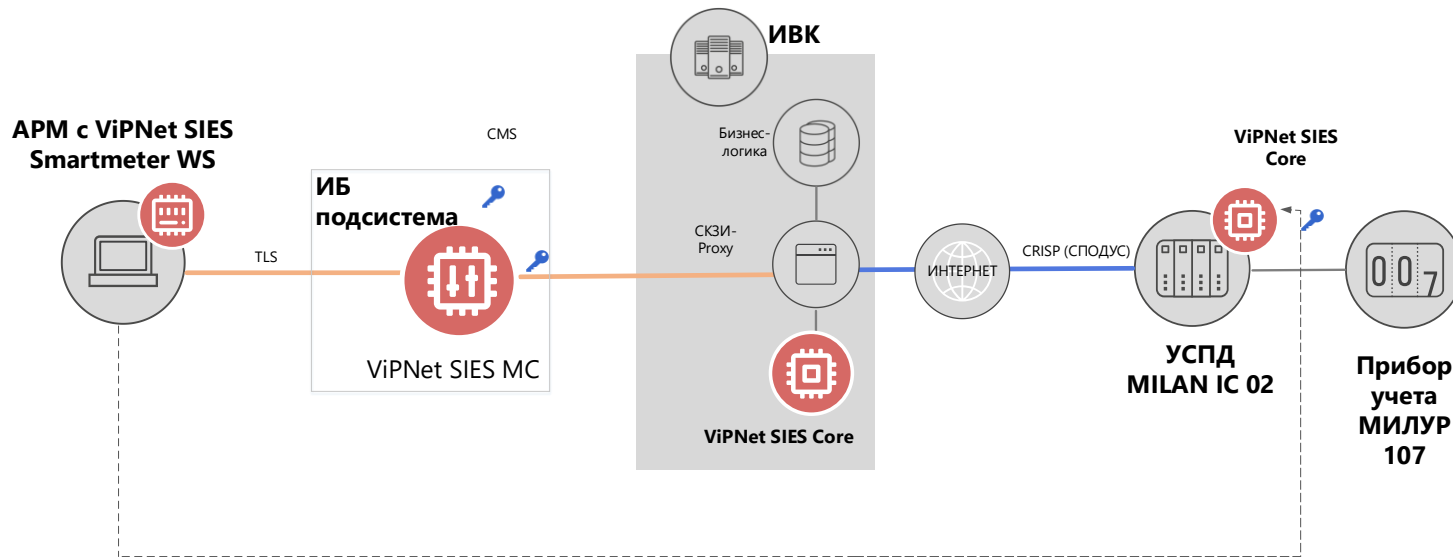 ИВК
АРМ с ViPNet SIES
Smartmeter WS
CMS
Бизнес-
логика
ViPNet SIES
Core
ИБ
подсистема
TLS
СКЗИ-
Proxy
ИНТЕРНЕТ
CRISP (СПОДУС)
007
ViPNet SIES MC
УСПД
MILAN IC 02
Прибор
учета
МИЛУР
107
ViPNet SIES Core